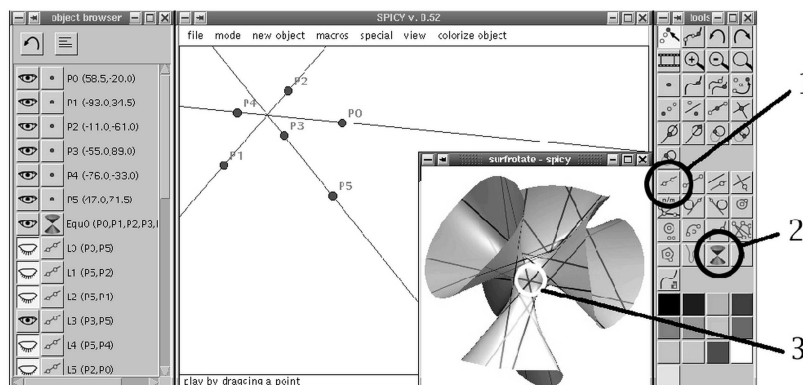 object browser
SPICY v. 0.52
tools
file mode new object macros special view colorize object
P0 (58.5,-20.0)
P1 (-93.0,34.5)
P2 (-11.0,-61.0)
P3 (-55.0,89.0)
P4 (-76.0,-33.0)
P5 (47.0,71.5)
Equ0 (P0,P1,P2,P3,
L0 (P3,P5)
L1 (P5,P2)
L2 (P5,P1)
L3 (P3,P5)
L4 (P5,P4)
L5 (P2,P0)
P2
P4
P0
P3
P1
P5
surfrotate - spicy
play by dragging a point
1
2
3